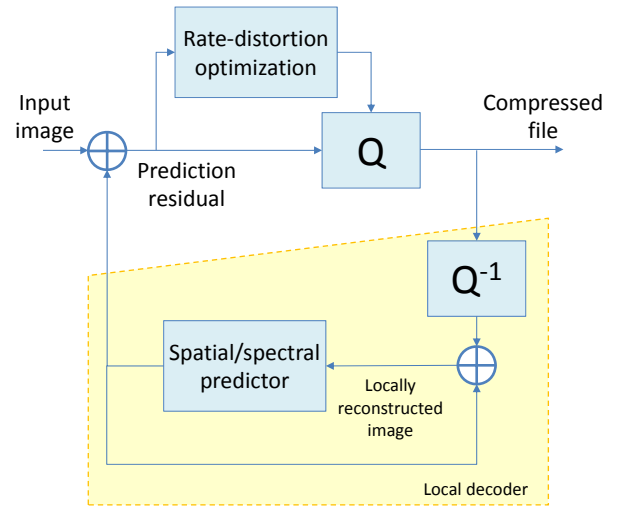 Rate-distortion
optimization
Input
image
Compressed
file
Q
Prediction
residual
Q-1
Spatial/spectral
predictor
Locally
reconstructed
image
Local decoder